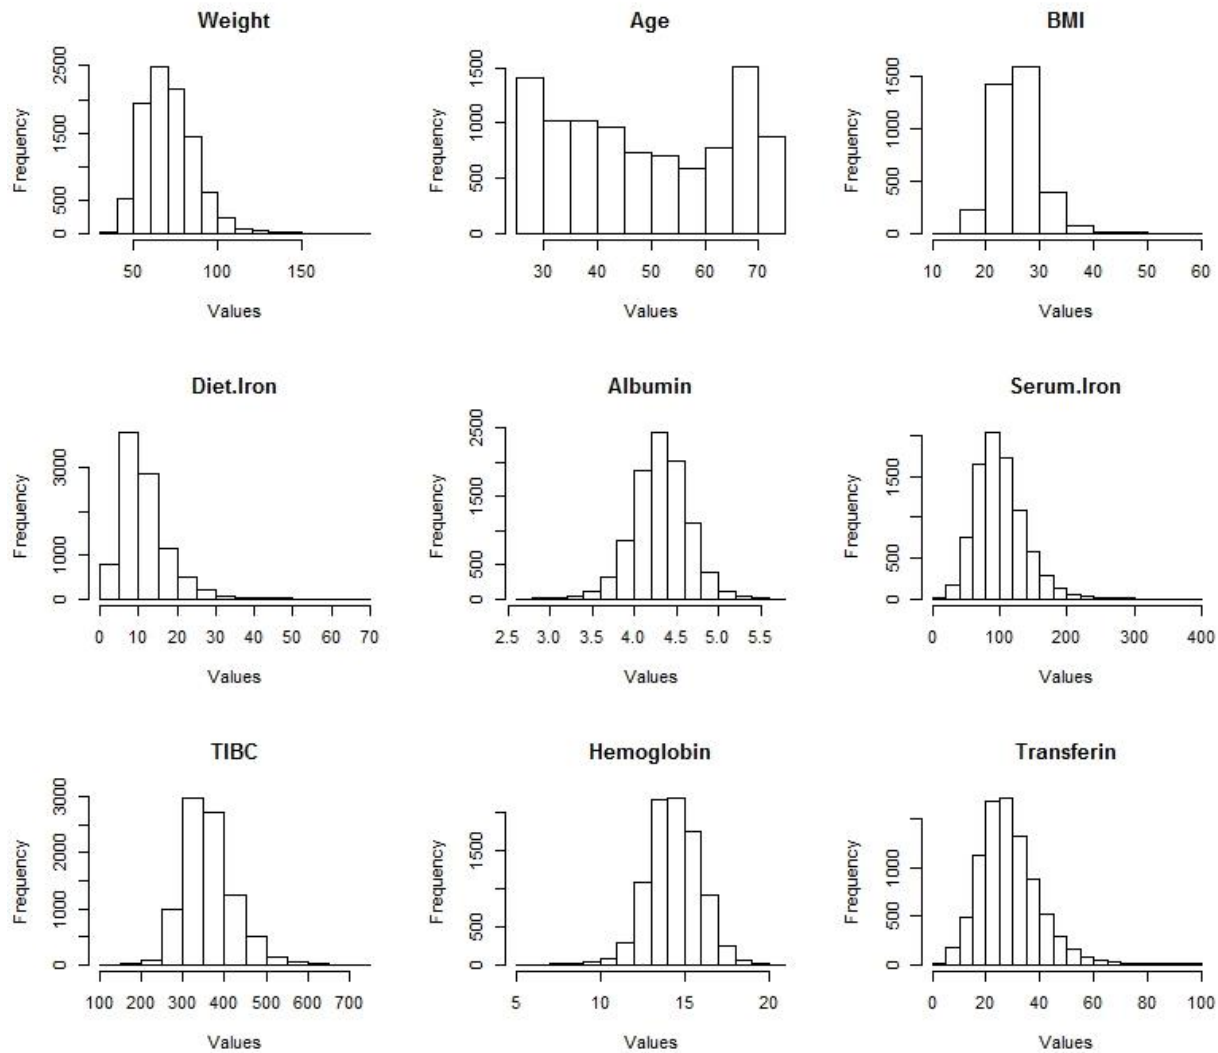 Weight
Frequency
0 500 1500 2500
50 100 150
Values
Age
Frequency
0 500 1000 1500
30 40 50 60 70
Values
BMI
Frequency
0 500 1500
10 20 30 40 50 60
Values
Diet.Iron
Frequency
0 1000 3000
0 10 20 30 40 50 60 70
Values
Albumin
Frequency
0 500 1500 2500
2.5 3.0 3.5 4.0 4.5 5.0 5.5
Values
Serum.Iron
Frequency
0 500 1500
0 100 200 300 400
Values
TIBC
Frequency
0 1000 2000 3000
100 200 300 400 500 600 700
Values
Hemoglobin
Frequency
0 500 1500
5 10 15 20
Values
Transferin
Frequency
0 500 1000
0 20 40 60 80 100
Values